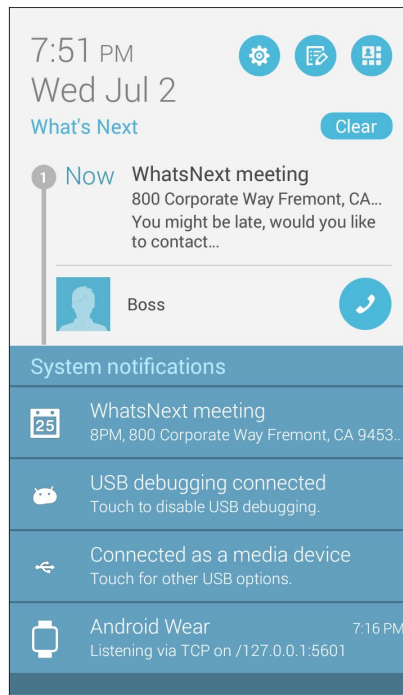 7:51 PM
Wed Jul 2
What's Next
Clear
1 Now WhatsNext meeting
800 Corporate Way Fremont, CA...
You might be late, would you like
to contact...
Boss
System notifications
25
WhatsNext meeting
8PM, 800 Corporate Way Fremont, CA 9453..
USB debugging connected
Touch to disable USB debugging.
Connected as a media device
Touch for other USB options.
Android Wear 7:16 PM
Listening via TCP on /127.0.0.1:5601